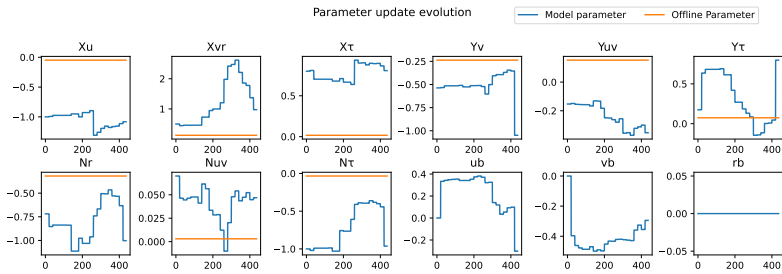 Parameter update evolution
Model parameter Offline Parameter
Xu Xvr Xτ Yv Yuv Yτ
0.0 −0.5 −1.0
2 1
0.5 0.0
−0.25 −0.50 −0.75 −1.00
0.0 −0.2
0.5 0.0
0 200 400 0 200 400 0 200 400 0 200 400 0 200 400 0 200 400
Nr Nuv Nτ ub vb rb
−0.50 −0.75 −1.00
0.050 0.025 0.000
0.0 −0.5 −1.0
0.4 0.2 0.0 −0.2
0.0 −0.2 −0.4
0.05 0.00 −0.05
0 200 400 0 200 400 0 200 400 0 200 400 0 200 400 0 200 400